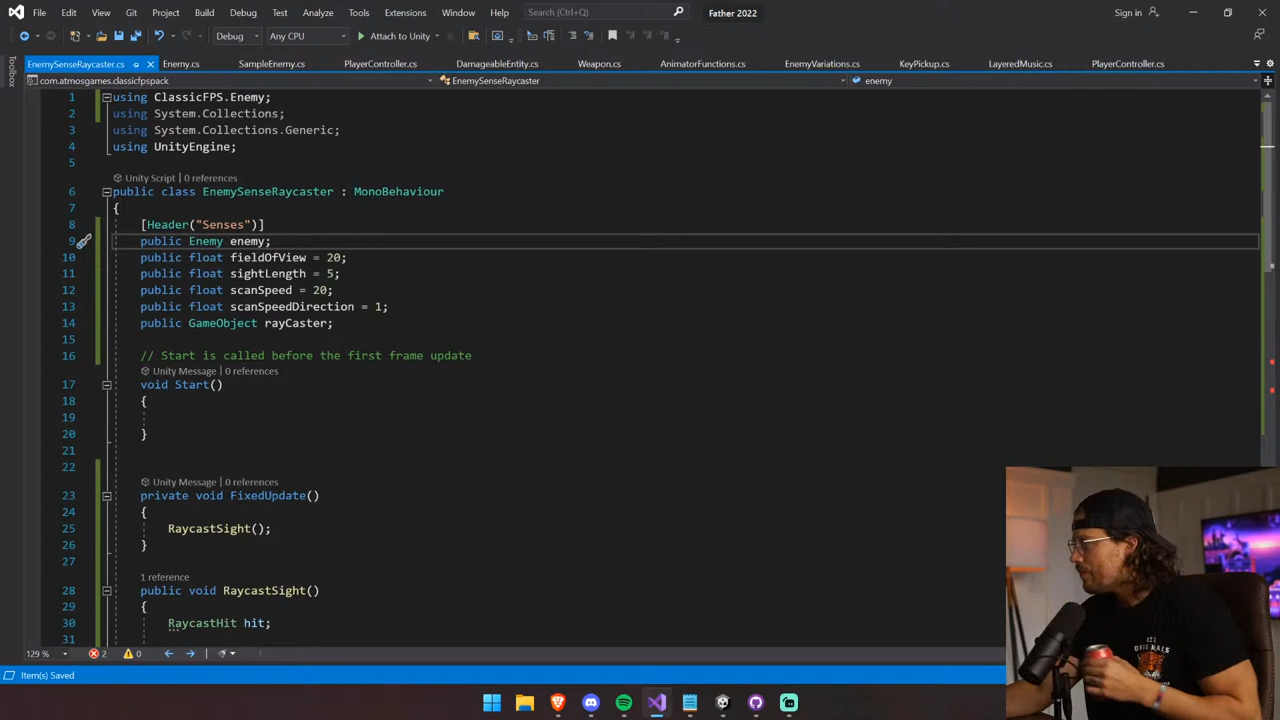 File Edit View Git Project Build Debug Test Analyze Tools Extensions Window Help Search (Ctrl+Q) Father 2022 Sign in
Debug Any CPU Attach to Unity
EnemySenseRaycaster.cs Enemy.cs SampleEnemy.cs PlayerController.cs DamageableEntity.cs Weapon.cs AnimatorFunctions.cs EnemyVariations.cs KeyPickup.cs LayeredMusic.cs PlayerController.cs
com.atmosgames.classicfpspack EnemySenseRaycaster enemy
1 using ClassicFPS.Enemy;
2 using System.Collections;
3 using System.Collections.Generic;
4 using UnityEngine;
5
Unity Script | 0 references
6 public class EnemySenseRaycaster : MonoBehaviour
7 {
8 [Header("Senses")]
9 public Enemy enemy;
10 public float fieldOfView = 20;
11 public float sightLength = 5;
12 public float scanSpeed = 20;
13 public float scanSpeedDirection = 1;
14 public GameObject rayCaster;
15
16 // Start is called before the first frame update
Unity Message | 0 references
17 void Start()
18 {
19
20 }
21
22
Unity Message | 0 references
23 private void FixedUpdate()
24 {
25 RaycastSight();
26 }
27
1 reference
28 public void RaycastSight()
29 {
30 RaycastHit hit;
31
129 % 2 0
Item(s) Saved